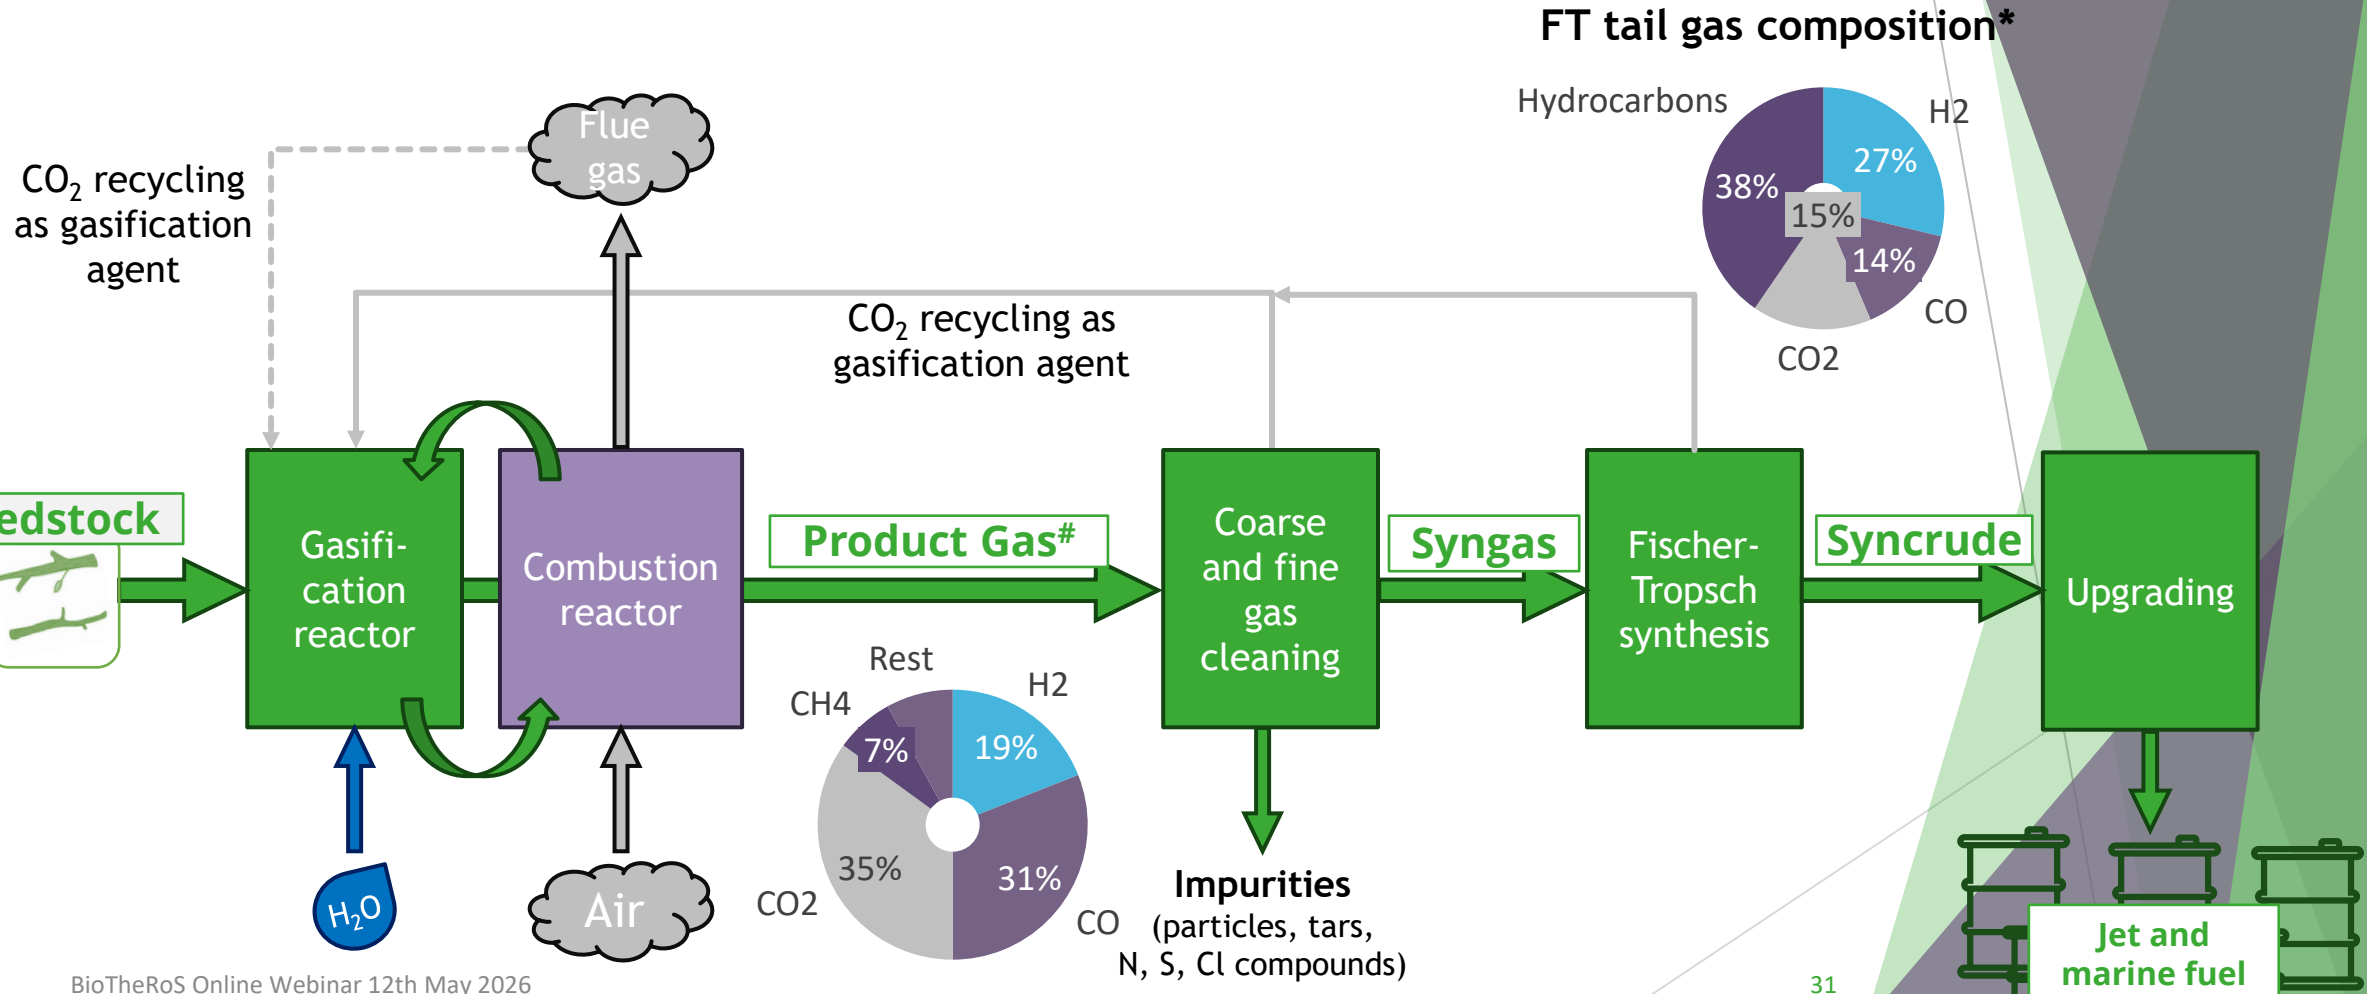 FT tail gas composition*
Hydrocarbons
H2
27%
38%
15%
14%
CO
CO2
Flue
gas
CO₂ recycling
as gasification
agent
CO₂ recycling as
gasification agent
edstock
Gasifi-
cation
reactor
Combustion
reactor
Product Gas#
Coarse
and fine
gas
cleaning
Syngas
Fischer-
Tropsch
synthesis
Syncrude
Upgrading
Rest
H2
CH4
7%
19%
35%
31%
CO2
CO
H₂O
Air
Impurities
(particles, tars,
N, S, Cl compounds)
Jet and
marine fuel
BioTheRoS Online Webinar 12th May 2026
31